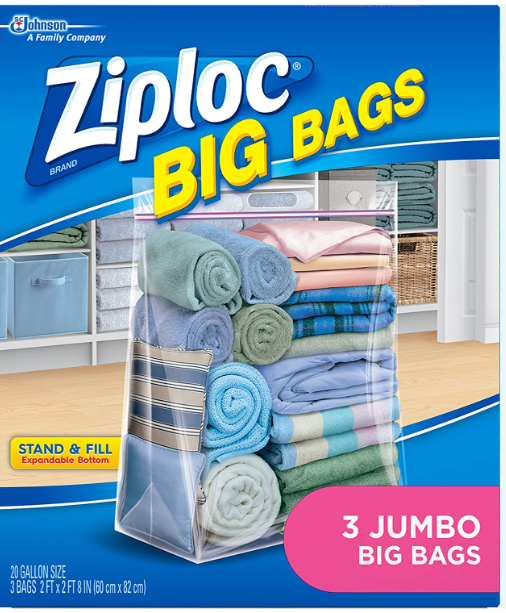 SC Johnson
A Family Company
Ziploc®
BRAND
BIG BAGS
STAND & FILL
Expandable Bottom
3 JUMBO
BIG BAGS
20 GALLON SIZE
3 BAGS 2 FT x 2 FT 8 IN (60 cm x 82 cm)